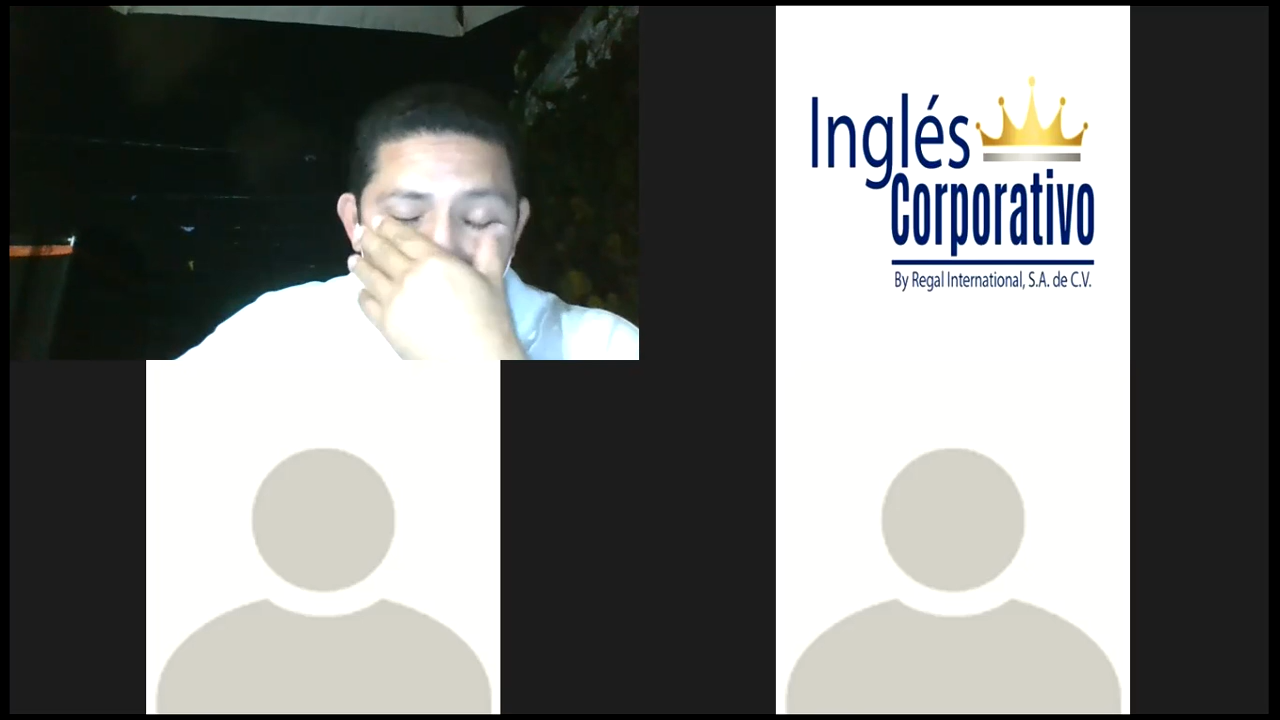 Inglés
Corporativo
By Regal International, S.A. de C.V.